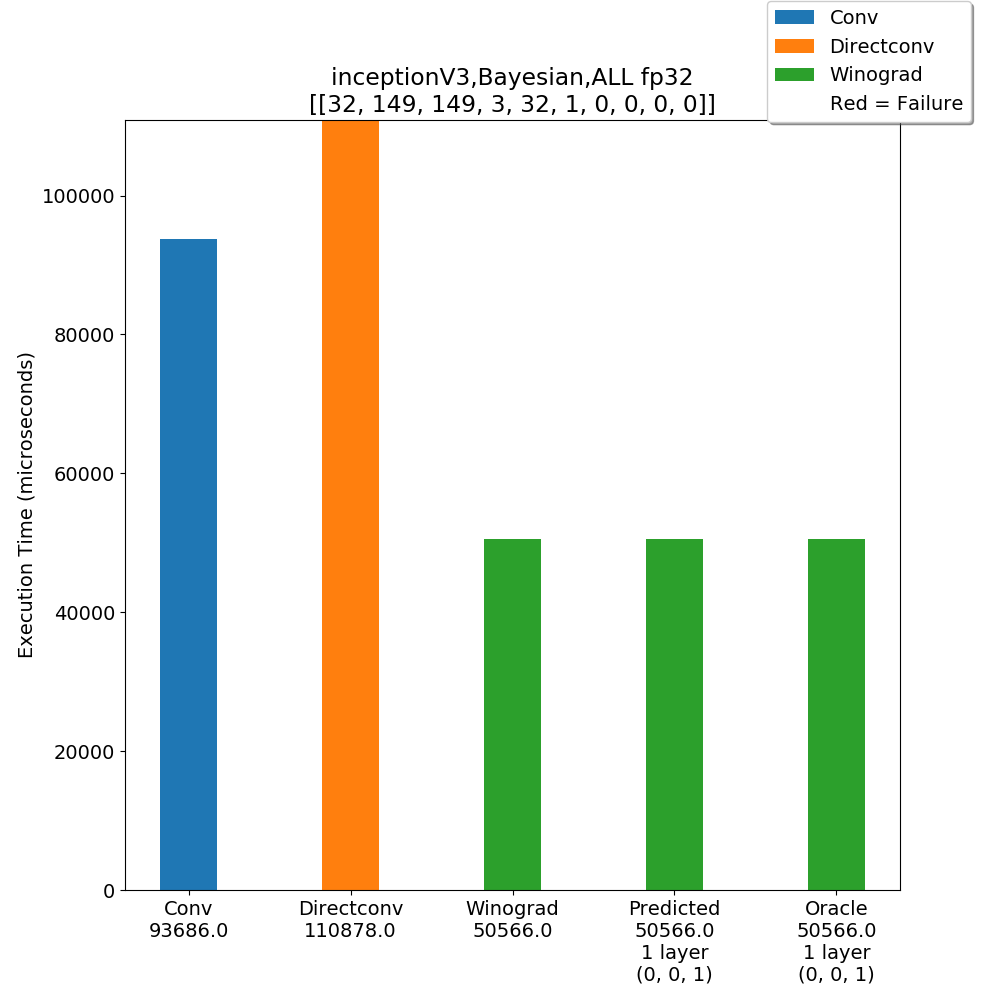 Conv
Directconv
Winograd
Red = Failure
inceptionV3,Bayesian,ALL fp32
[[32, 149, 149, 3, 32, 1, 0, 0, 0, 0]]
Execution Time (microseconds)
100000
80000
60000
40000
20000
0
Conv
93686.0
Directconv
110878.0
Winograd
50566.0
Predicted
50566.0
1 layer
(0, 0, 1)
Oracle
50566.0
1 layer
(0, 0, 1)